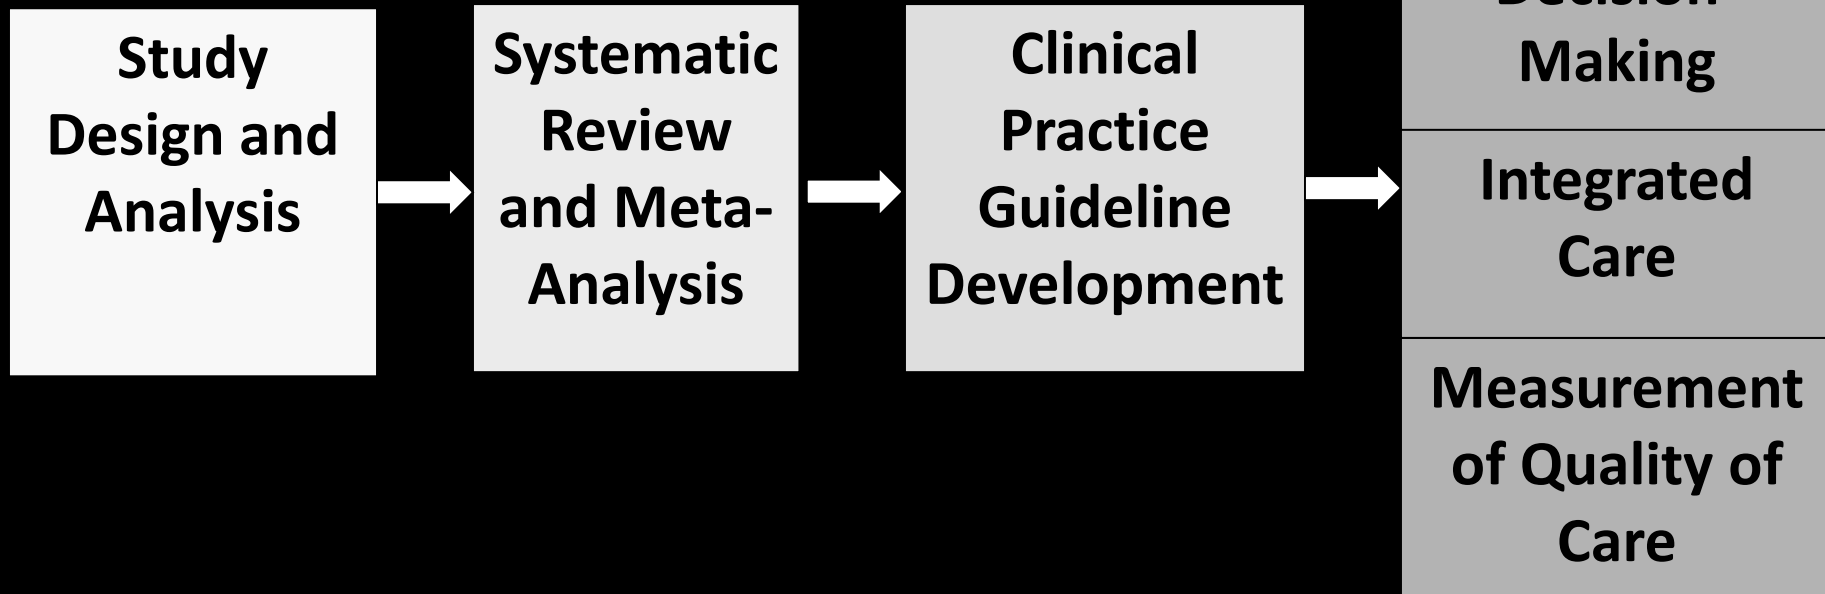 Study
Design and
Analysis
Systematic
Review
and Meta-
Analysis
Clinical
Practice
Guideline
Development
Decision
Making
Integrated
Care
Measurement
of Quality of
Care